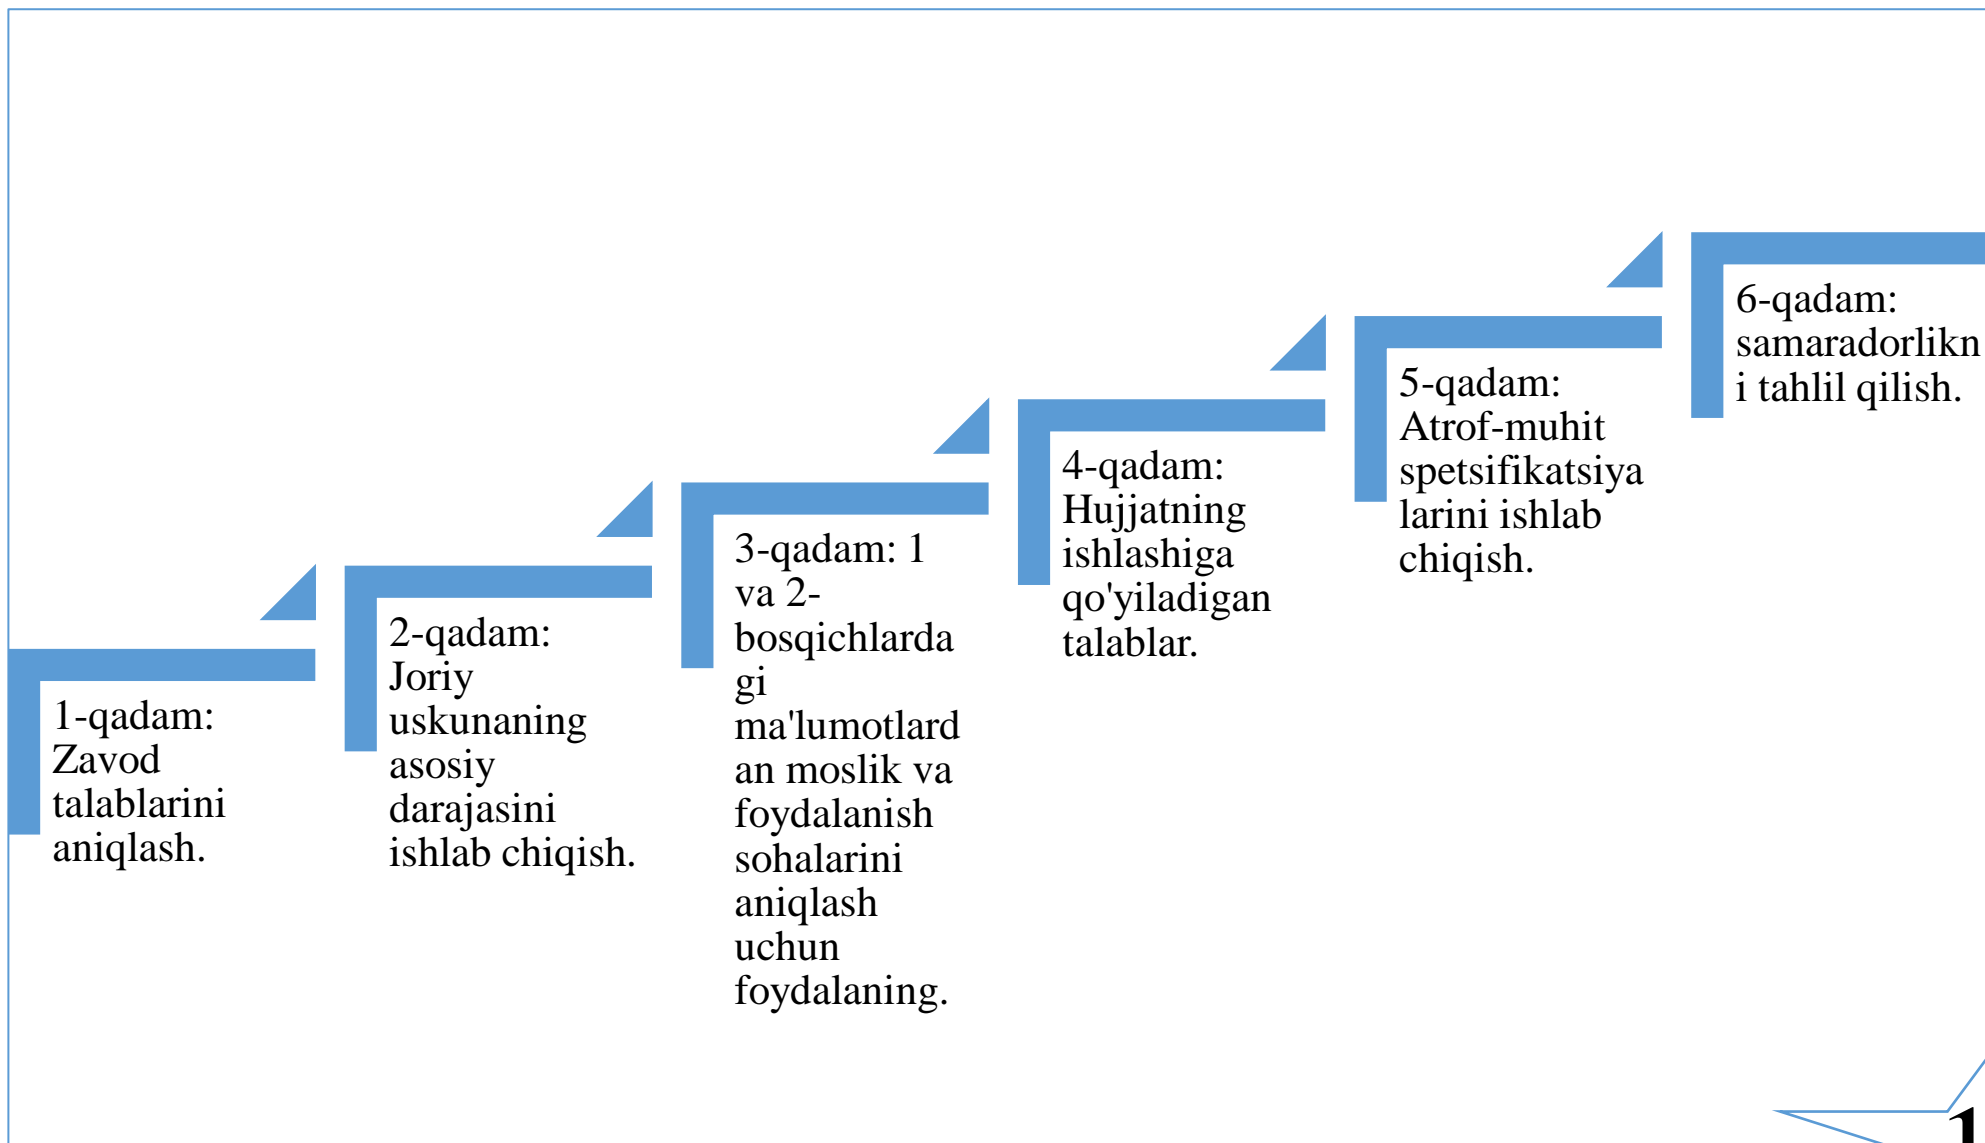 1-qadam:
Zavod
talablarini
aniqlash.
2-qadam:
Joriy
uskunaning
asosiy
darajasini
ishlab chiqish.
3-qadam: 1
va 2-
bosqichlarda
gi
ma'lumotlard
an moslik va
foydalanish
sohalarini
aniqlash
uchun
foydalaning.
4-qadam:
Hujjatning
ishlashiga
qo'yiladigan
talablar.
5-qadam:
Atrof-muhit
spetsifikatsiya
larini ishlab
chiqish.
6-qadam:
samaradorlikn
i tahlil qilish.